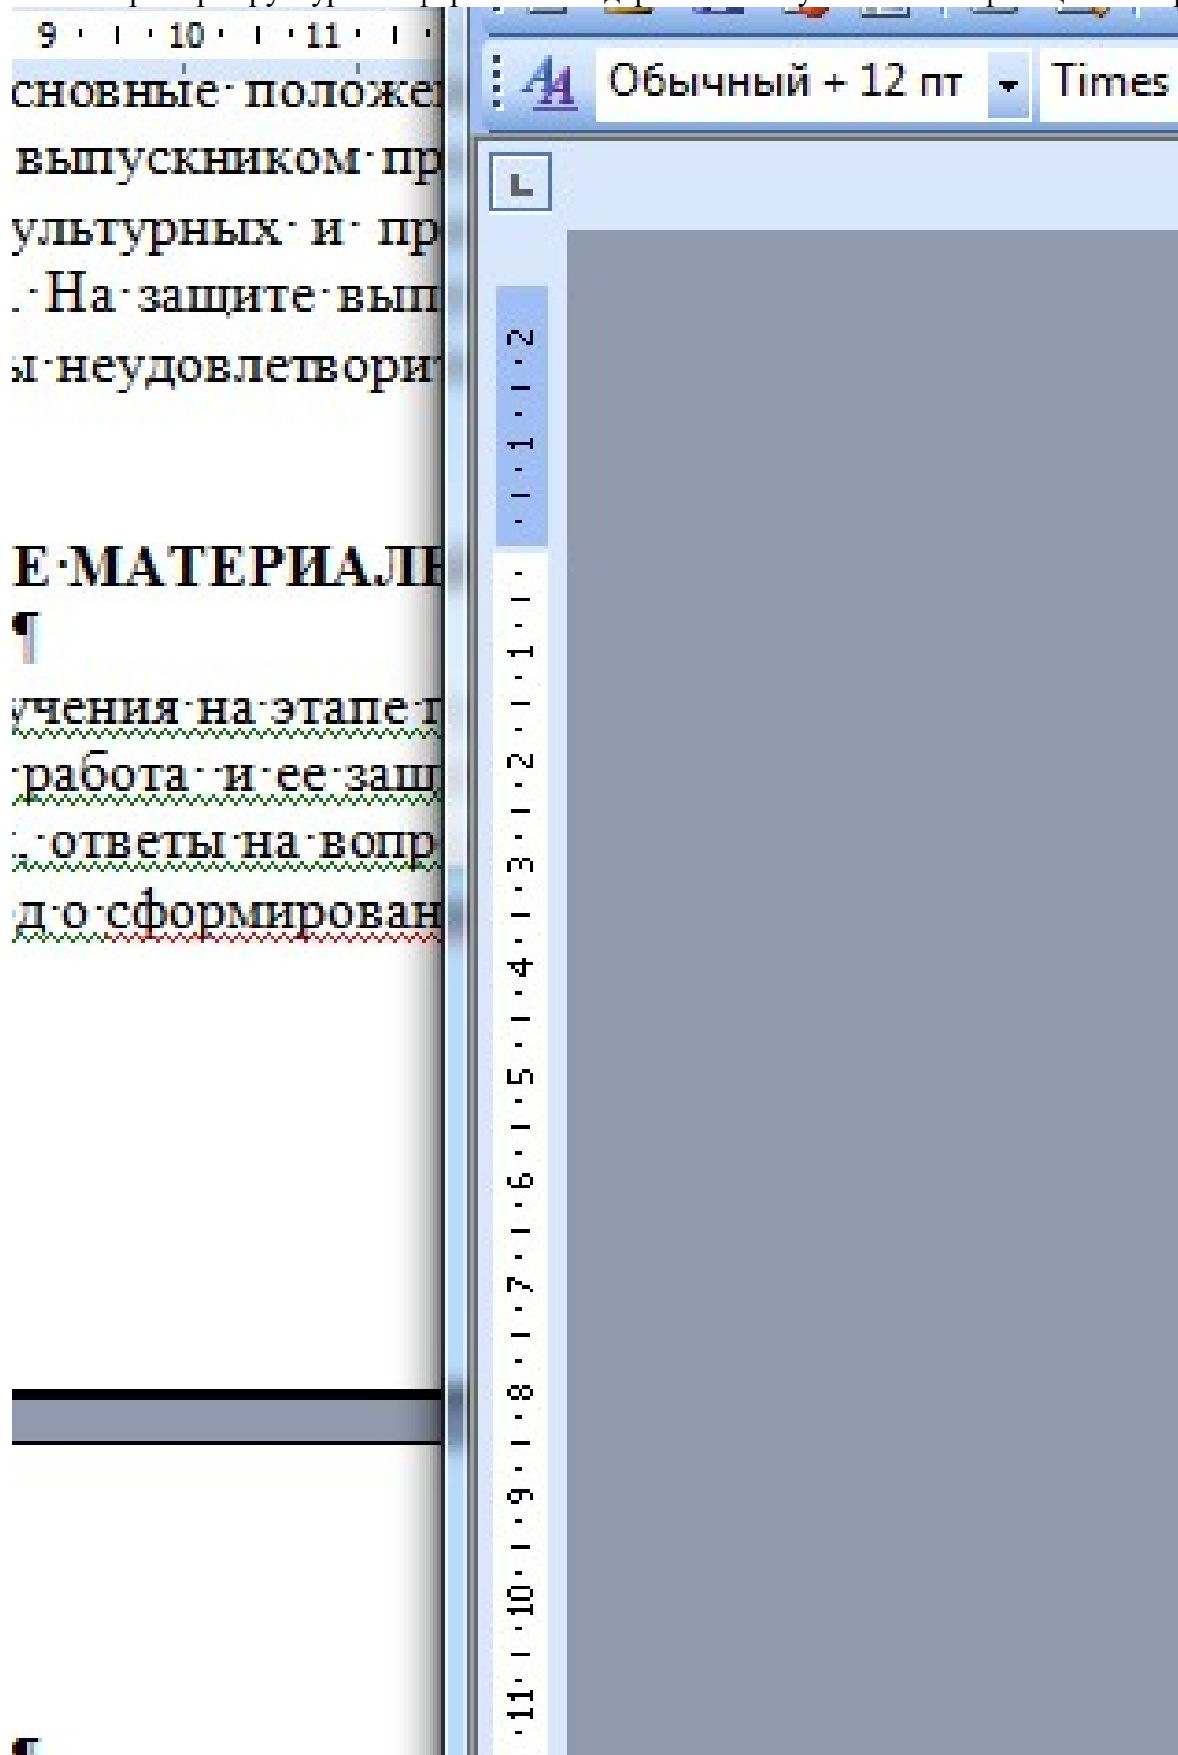 9 · 10 · 11
сновные положе
выпускником пр
ультурных и пр
. На защите вып
ы неудовлетвори
Е МАТЕРИАЛ
¶
учения на этапе
работа и ее защ
, ответы на вопр
д о сформирован
¶
Обычный + 12 пт
Times
L
2
1
1
2
3
4
5
6
7
8
9
10
11